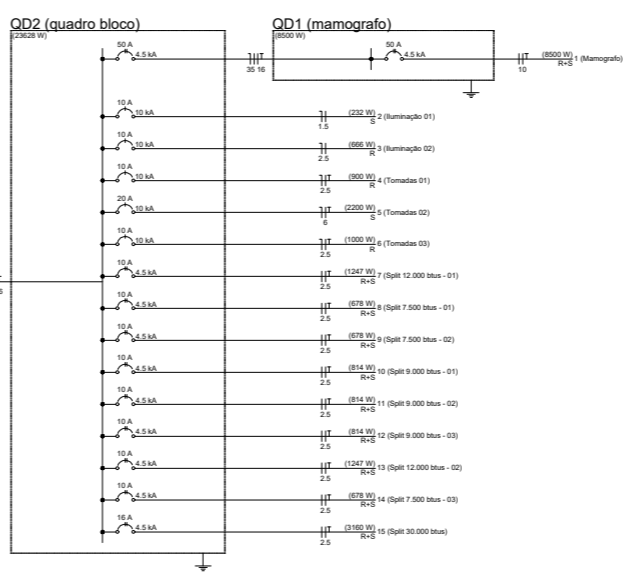 QD2 (quadro bloco)
(23628 W)
QD1 (mamografo)
(8500 W)
50 A
4.5 kA
35 16
50 A
4.5 kA
10
(8500 W)
R+S
1 (Mamografo)
10 A
10 kA
1.5
(232 W)
S
2 (Iluminação 01)
10 A
10 kA
2.5
(666 W)
R
3 (Iluminação 02)
10 A
10 kA
2.5
(900 W)
R
4 (Tomadas 01)
20 A
10 kA
6
(2200 W)
S
5 (Tomadas 02)
10 A
10 kA
2.5
(1000 W)
R
6 (Tomadas 03)
10 A
4.5 kA
2.5
(1247 W)
R+S
7 (Split 12.000 btus - 01)
10 A
4.5 kA
2.5
(678 W)
R+S
8 (Split 7.500 btus - 01)
10 A
4.5 kA
2.5
(678 W)
R+S
9 (Split 7.500 btus - 02)
10 A
4.5 kA
2.5
(814 W)
R+S
10 (Split 9.000 btus - 01)
10 A
4.5 kA
2.5
(814 W)
R+S
11 (Split 9.000 btus - 02)
10 A
4.5 kA
2.5
(814 W)
R+S
12 (Split 9.000 btus - 03)
10 A
4.5 kA
2.5
(1247 W)
R+S
13 (Split 12.000 btus - 02)
10 A
4.5 kA
2.5
(678 W)
R+S
14 (Split 7.500 btus - 03)
16 A
4.5 kA
2.5
(3160 W)
R+S
15 (Split 30.000 btus)